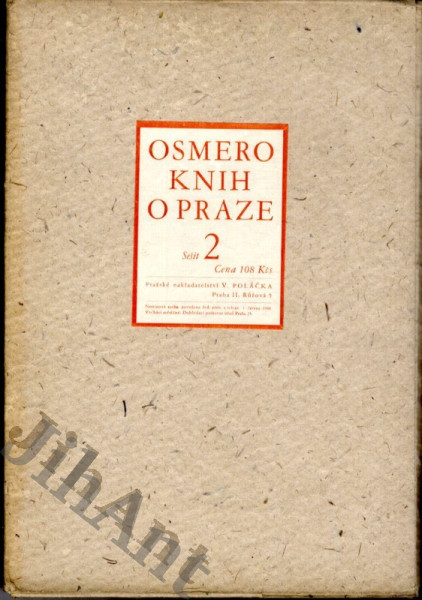 OSMERO
KNIH
O PRAZE
Sešit 2
Cena 108 Kčs
Pražské nakladatelství V. POLÁČKA
Praha II, Růžová 5
JihAnt